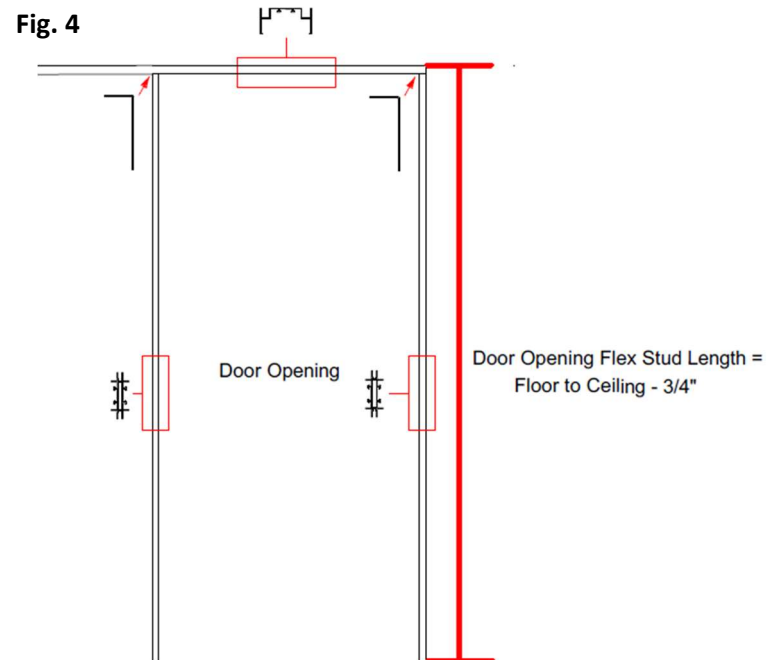 Fig. 4
Door Opening
Door Opening Flex Stud Length =
Floor to Ceiling - 3/4"